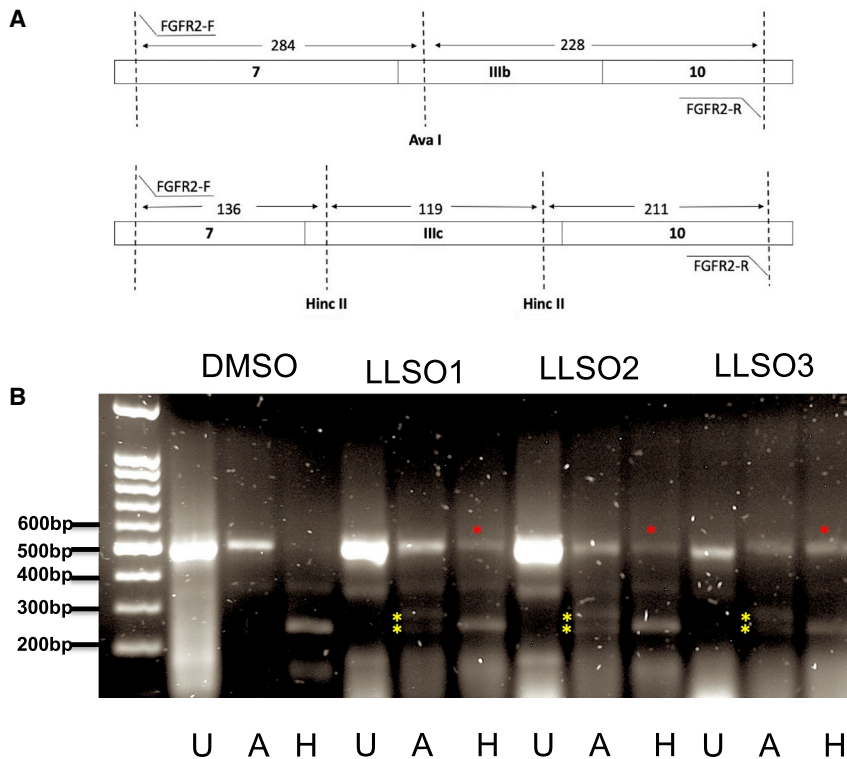 A
FGFR2-F
284
228
7
IIIb
10
FGFR2-R
Ava I
FGFR2-F
136
119
211
7
IIIc
10
FGFR2-R
Hinc II
Hinc II
DMSO
LLSO1
LLSO2
LLSO3
B
600bp
500bp
400bp
300bp
200bp
*
*
*
*
*
*
*
*
*
U A H U A H U A H U A H